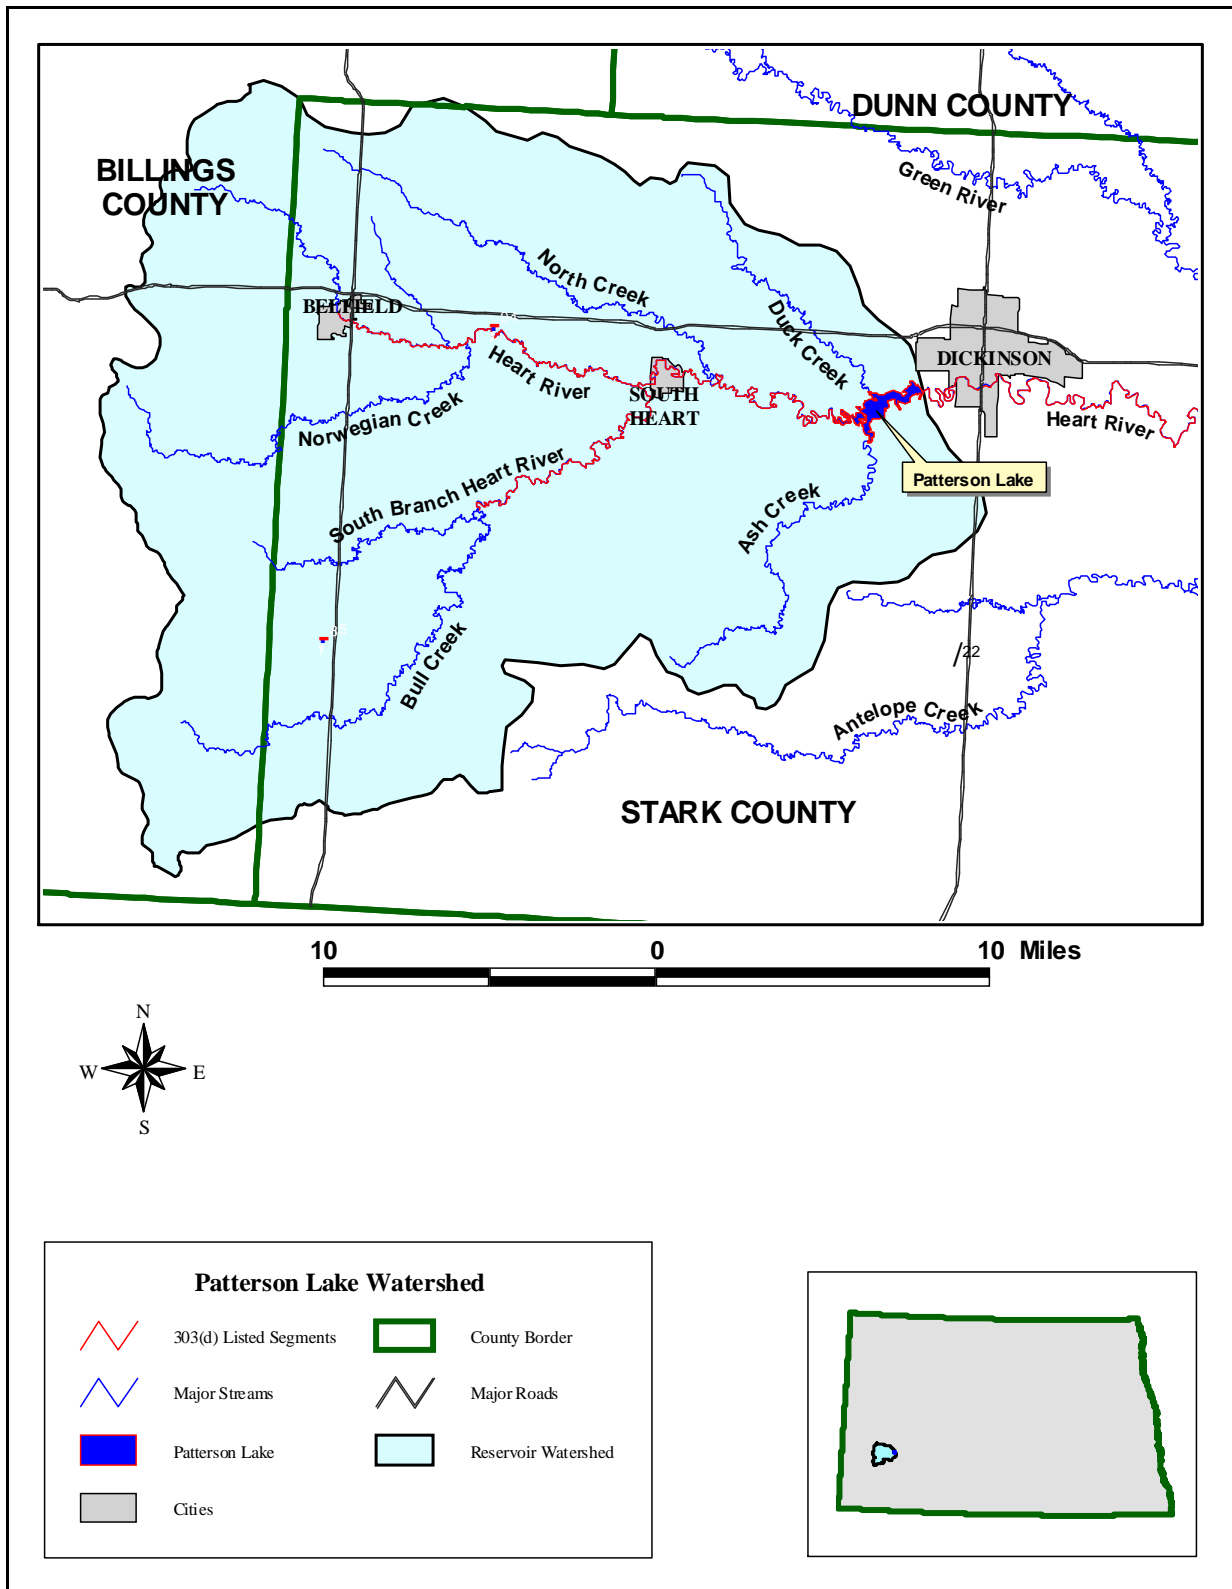 DUNN COUNTY
BILLINGS
COUNTY
Green River
North Creek
BELFIELD
Duck Creek
DICKINSON
Heart River
SOUTH
HEART
Heart River
Norwegian Creek
South Branch Heart River
Patterson Lake
Ash Creek
Bull Creek
22
Antelope Creek
STARK COUNTY
10 0 10 Miles
N
W E
S
Patterson Lake Watershed
303(d) Listed Segments County Border
Major Streams Major Roads
Patterson Lake Reservoir Watershed
Cities